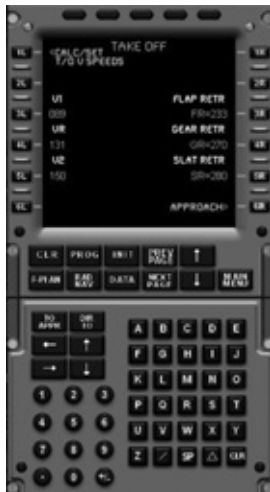 TAKE OFF
<CALC/SET
T/O V SPEEDS
V1 FLAP RETR
089 FR=233
VR GEAR RETR
131 GR=270
V2 SLAT RETR
150 SR=280
APPROACH>
1L 1R
2L 2R
3L 3R
4L 4R
5L 5R
6L 6R
CLR PROG INIT PREV PAGE ↑
F-PLAN RAD NAV DATA NEXT PAGE ↓ MAIN MENU
TO APPR DIR TO
← ↑
→ ↓
A B C D E
F G H I J
K L M N O
P Q R S T
U V W X Y
Z / SP △ CLR
1 2 3
4 5 6
7 8 9
. 0 +/-